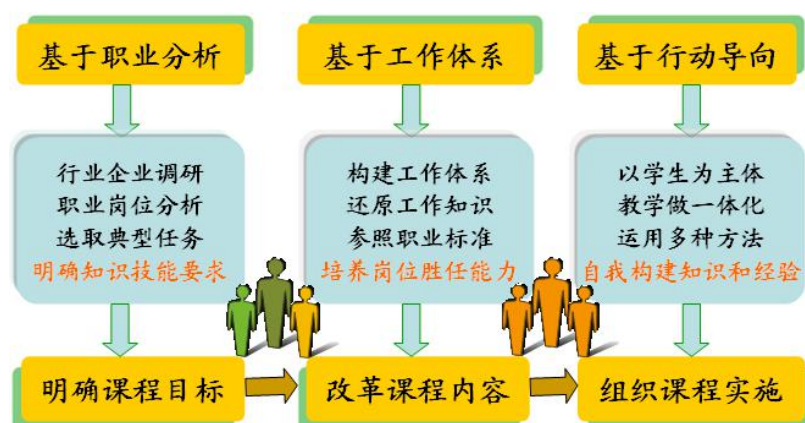 基于职业分析
基于工作体系
基于行动导向
行业企业调研
职业岗位分析
选取典型任务
明确知识技能要求
构建工作体系
还原工作知识
参照职业标准
培养岗位胜任能力
以学生为主体
教学做一体化
运用多种方法
自我构建知识和经验
明确课程目标
改革课程内容
组织课程实施